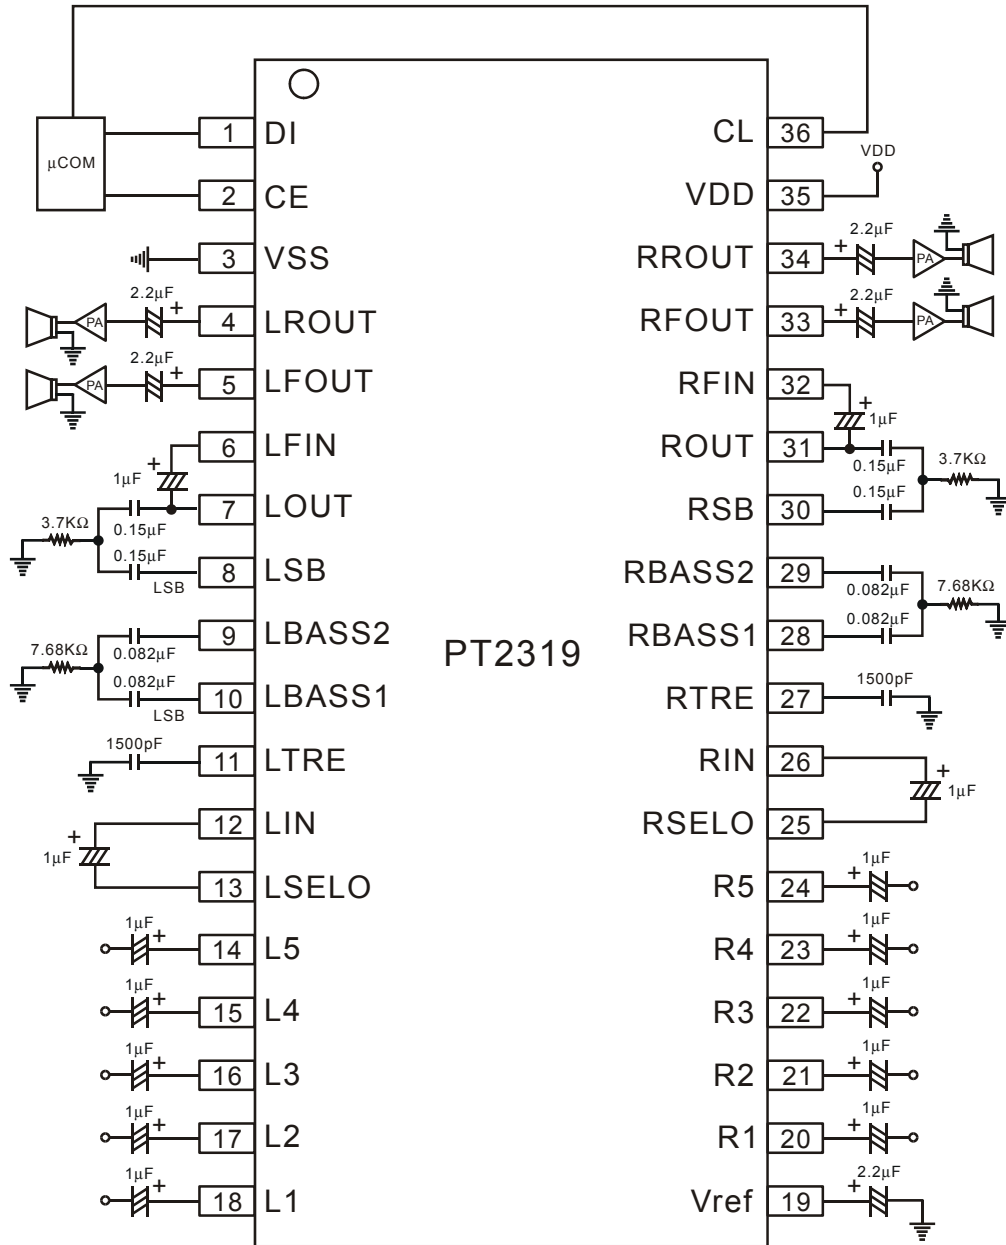 μCOM
1 DI
2 CE
3 VSS
2.2μF + 4 LROUT
PA
2.2μF + 5 LFOUT
PA
6 LFIN
1μF +
7 LOUT
3.7KΩ
0.15μF
0.15μF
8 LSB
LSB
9 LBASS2
7.68KΩ
0.082μF
0.082μF
10 LBASS1
LSB
1500pF
11 LTRE
12 LIN
+
1μF
13 LSELO
1μF + 14 L5
1μF + 15 L4
1μF + 16 L3
1μF + 17 L2
1μF + 18 L1
PT2319
CL 36
VDD
VDD 35
RROUT 34 + 2.2μF
PA
RFOUT 33 + 2.2μF
PA
RFIN 32
+
1μF
ROUT 31
0.15μF
3.7KΩ
0.15μF
RSB 30
RBASS2 29
0.082μF
7.68KΩ
0.082μF
RBASS1 28
1500pF
RTRE 27
RIN 26
+
1μF
RSELO 25
R5 24 + 1μF
R4 23 + 1μF
R3 22 + 1μF
R2 21 + 1μF
R1 20 + 1μF
Vref 19 + 2.2μF